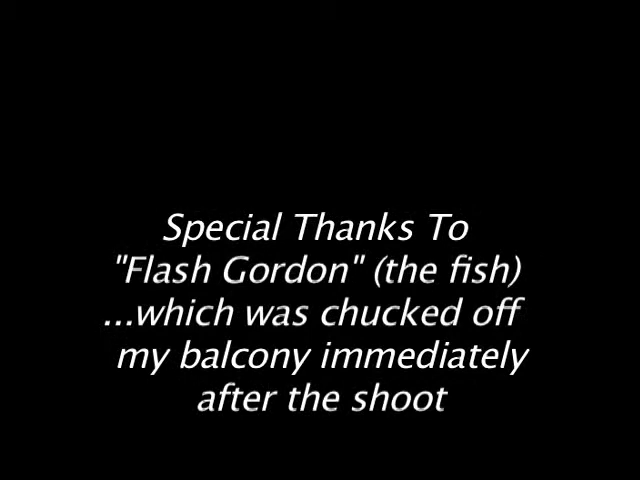 Special Thanks To
"Flash Gordon" (the fish)
...which was chucked off
my balcony immediately
after the shoot